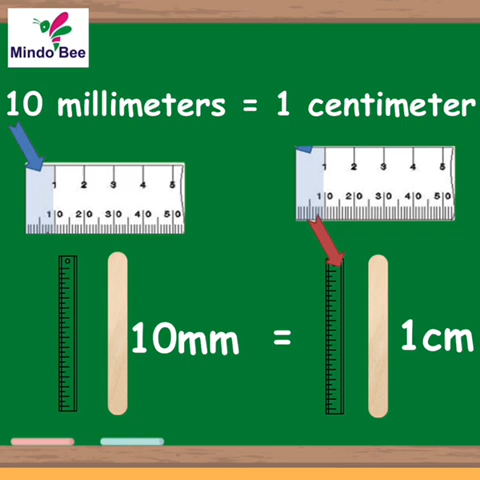 Mindo Bee
10 millimeters = 1 centimeter
1 2 3 4 5
10 20 30 40 50
1 2 3 4 5
10 20 30 40 50
0
10mm = 1cm